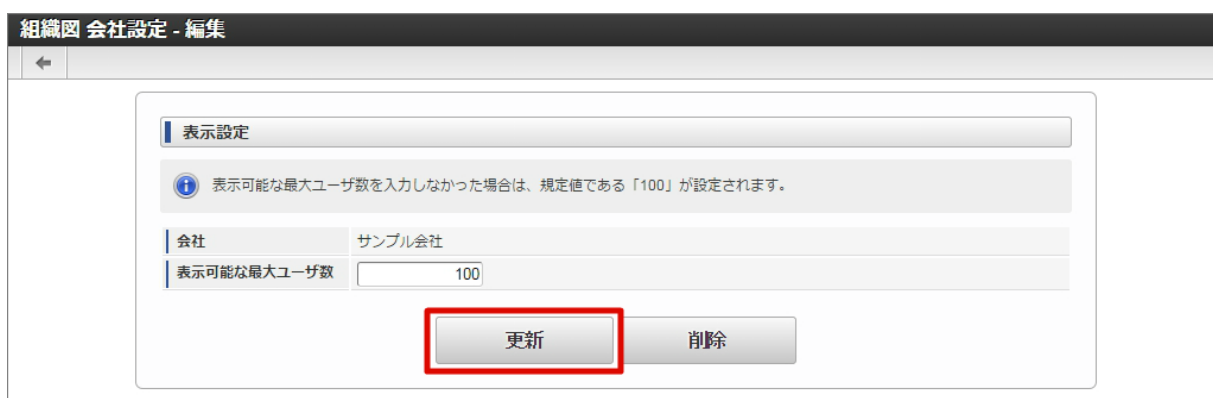 組織図 会社設定 - 編集
表示設定
表示可能な最大ユーザ数を入力しなかった場合は、規定値である「100」が設定されます。
会社 サンプル会社
表示可能な最大ユーザ数 100
更新 削除